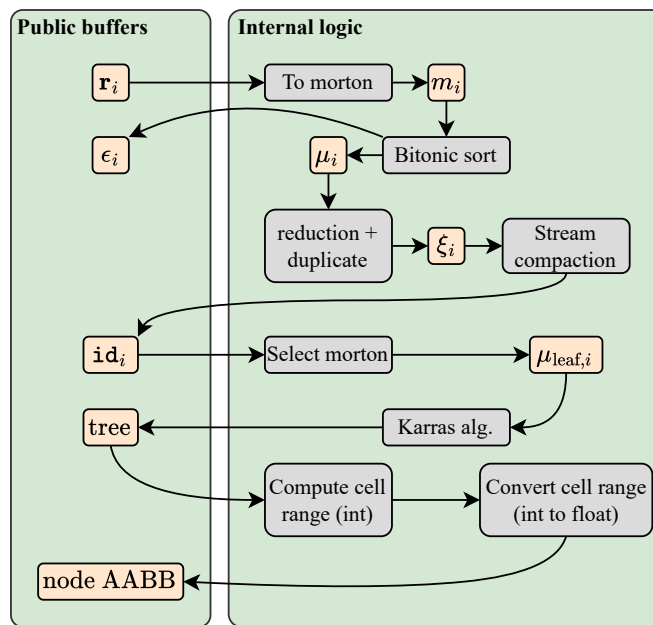 Public buffers
Internal logic
r_i
To morton
m_i
ϵ_i
μ_i
Bitonic sort
reduction +
duplicate
ξ_i
Stream
compaction
id_i
Select morton
μ_leaf,i
tree
Karras alg.
Compute cell
range (int)
Convert cell range
(int to float)
node AABB